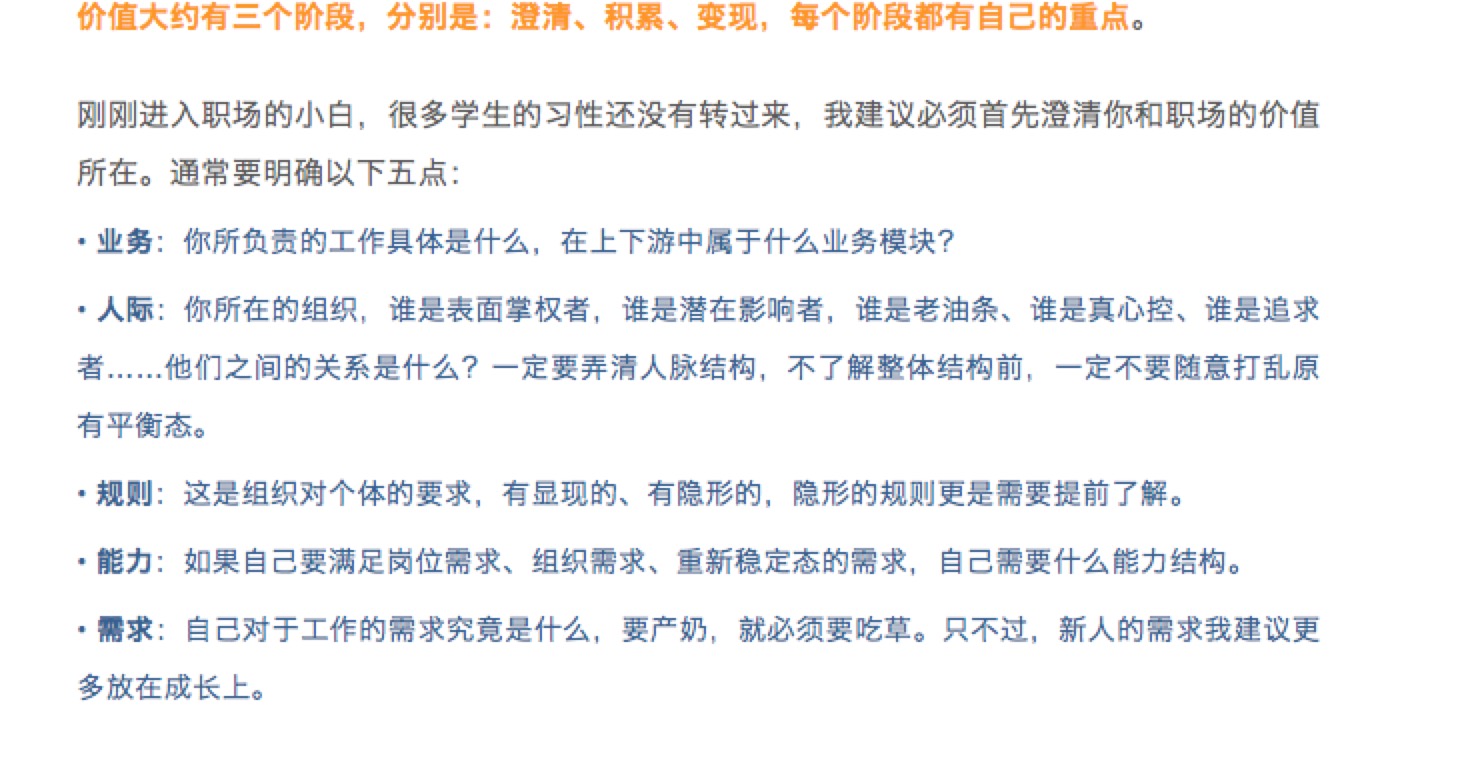 价值大约有三个阶段，分别是：澄清、积累、变现，每个阶段都有自己的重点。
刚刚进入职场的小白，很多学生的习性还没有转过来，我建议必须首先澄清你和职场的价值
所在。通常要明确以下五点：
• 业务：你所负责的工作具体是什么，在上下游中属于什么业务模块？
• 人际：你所在的组织，谁是表面掌权者，谁是潜在影响者，谁是老油条、谁是真心控、谁是追求
者……他们之间的关系是什么？一定要弄清人脉结构，不了解整体结构前，一定不要随意打乱原
有平衡态。
• 规则：这是组织对个体的要求，有显现的、有隐形的，隐形的规则更是需要提前了解。
• 能力：如果自己要满足岗位需求、组织需求、重新稳定态的需求，自己需要什么能力结构。
• 需求：自己对于工作的需求究竟是什么，要产奶，就必须要吃草。只不过，新人的需求我建议更
多放在成长上。